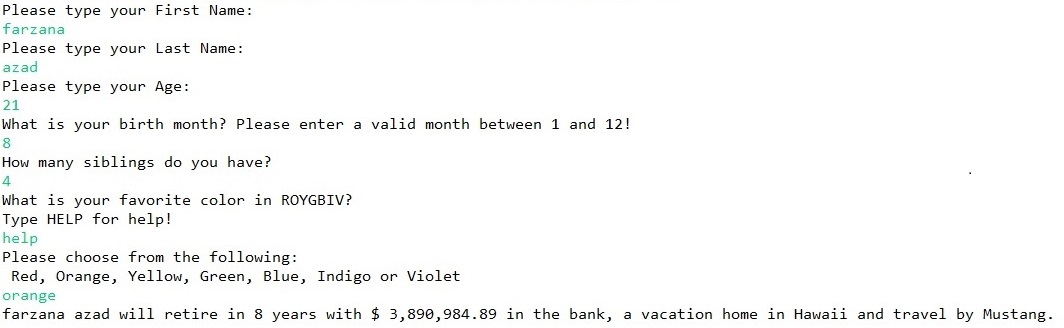 Please type your First Name:
farzana
Please type your Last Name:
azad
Please type your Age:
21
What is your birth month? Please enter a valid month between 1 and 12!
8
How many siblings do you have?
4
What is your favorite color in ROYGBIV?
Type HELP for help!
help
Please choose from the following:
 Red, Orange, Yellow, Green, Blue, Indigo or Violet
orange
farzana azad will retire in 8 years with $ 3,890,984.89 in the bank, a vacation home in Hawaii and travel by Mustang.